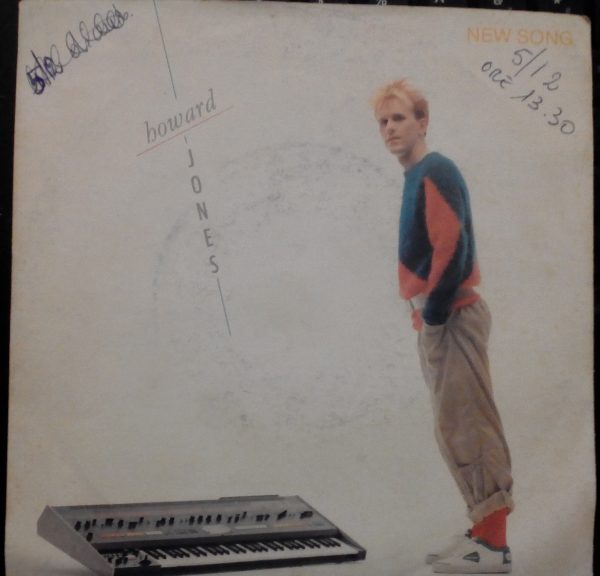 NEW SONG
5/12
ORE 13.30
howard
JONES